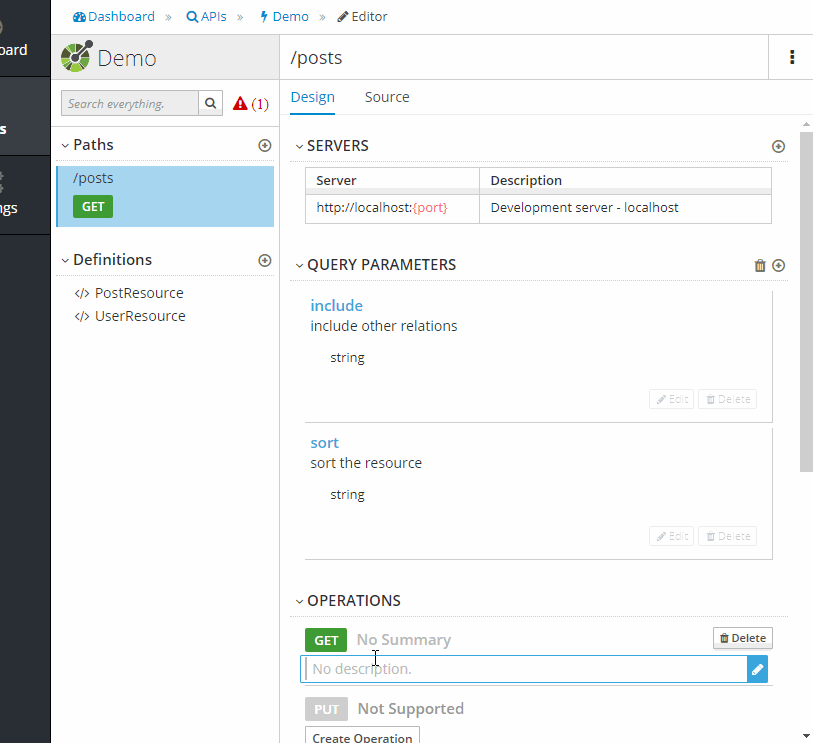 Dashboard » APIs » Demo » Editor
oard
s
ngs
Demo
Search everything.
(1)
Paths
/posts
GET
Definitions
</> PostResource
</> UserResource
/posts
Design Source
SERVERS
Server Description
http://localhost:{port} Development server - localhost
QUERY PARAMETERS
include
include other relations
string
Edit Delete
sort
sort the resource
string
Edit Delete
OPERATIONS
GET No Summary Delete
No description.
PUT Not Supported
Create Operation